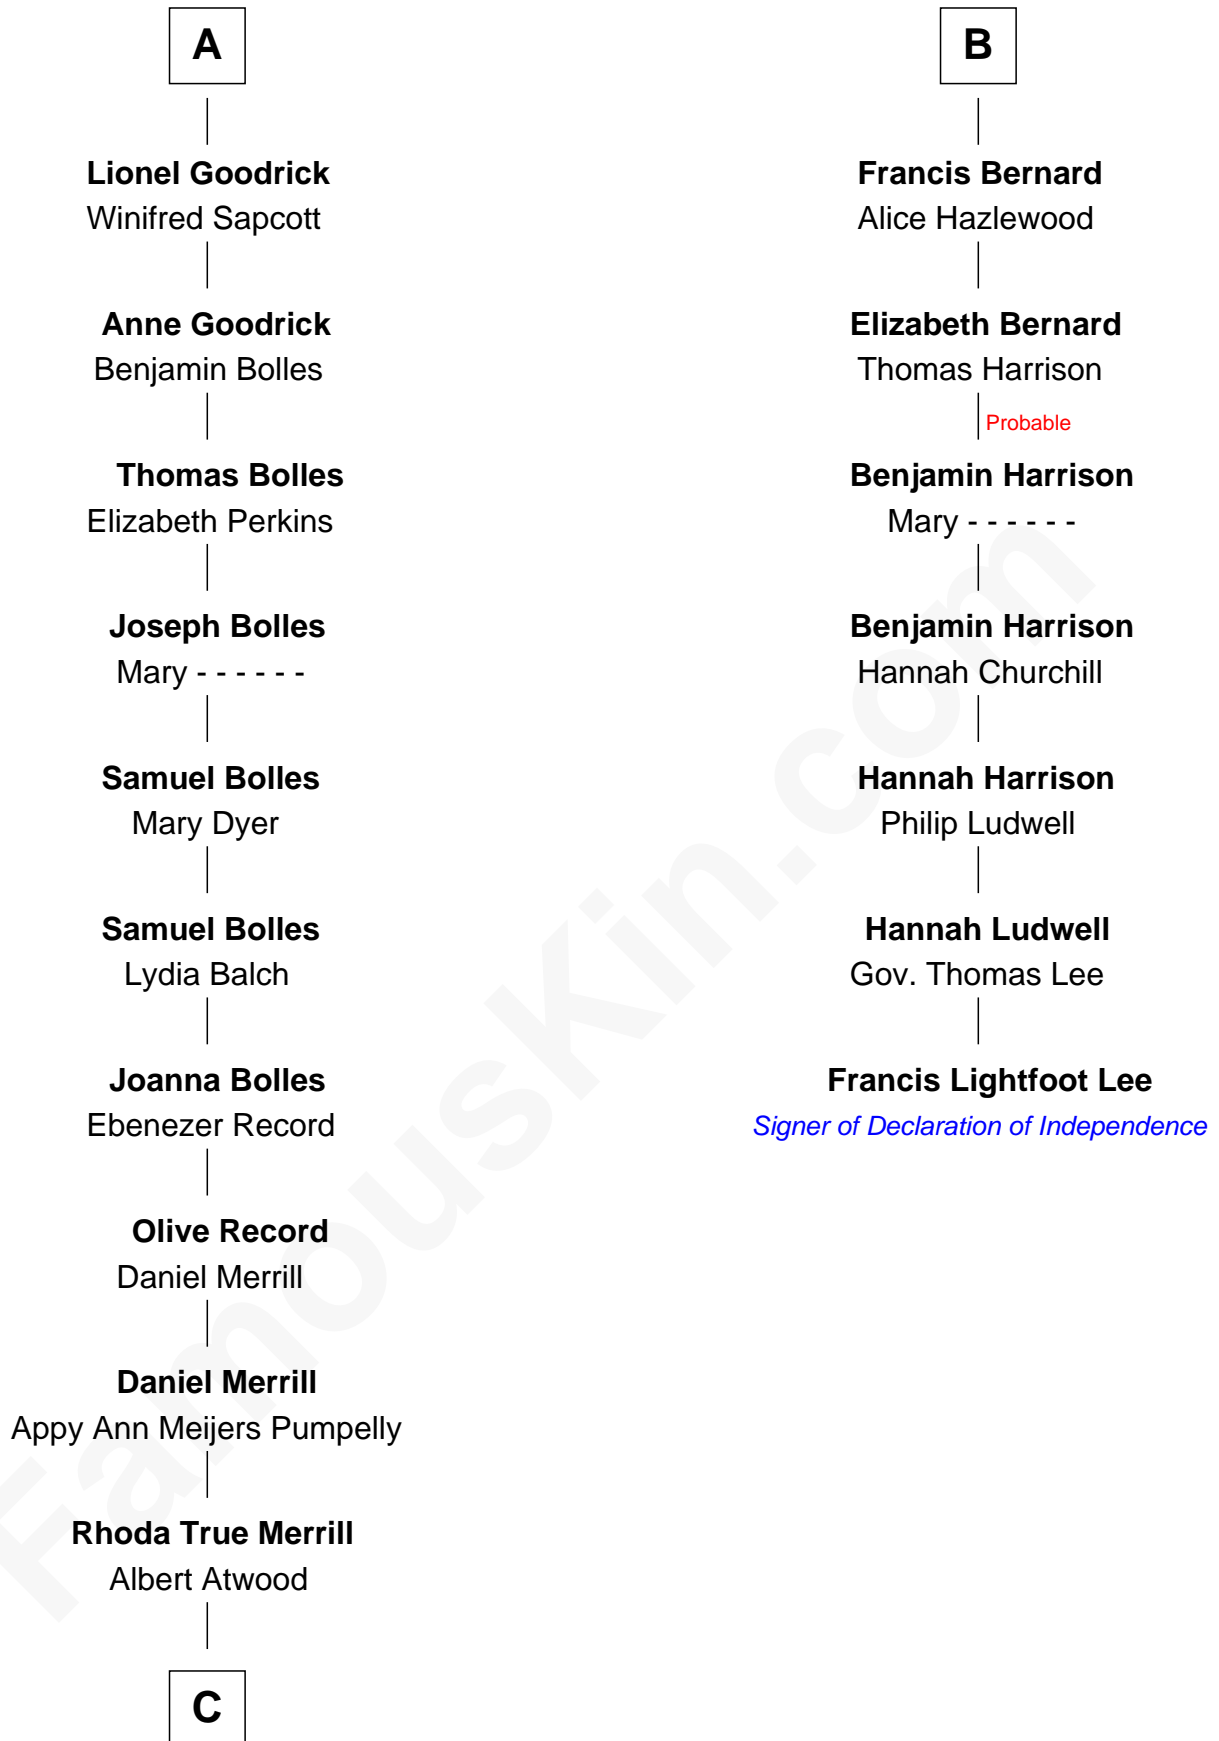 A
Lionel Goodrick
Winifred Sapcott
Anne Goodrick
Benjamin Bolles
Thomas Bolles
Elizabeth Perkins
Joseph Bolles
Mary - - - - - -
Samuel Bolles
Mary Dyer
Samuel Bolles
Lydia Balch
Joanna Bolles
Ebenezer Record
Olive Record
Daniel Merrill
Daniel Merrill
Appy Ann Meijers Pumpelly
Rhoda True Merrill
Albert Atwood
C
B
Francis Bernard
Alice Hazlewood
Elizabeth Bernard
Thomas Harrison
Probable
Benjamin Harrison
Mary - - - - - -
Benjamin Harrison
Hannah Churchill
Hannah Harrison
Philip Ludwell
Hannah Ludwell
Gov. Thomas Lee
Francis Lightfoot Lee
Signer of Declaration of Independence
FamousKin.com